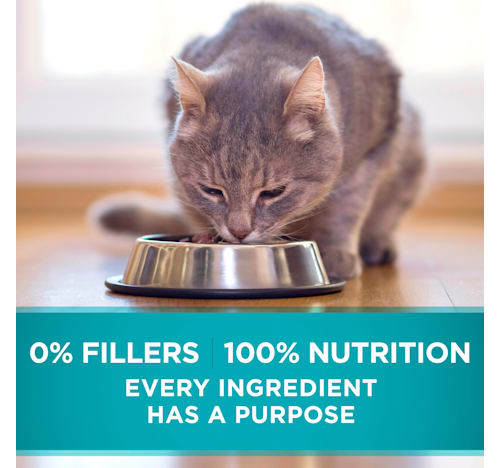 0% FILLERS | 100% NUTRITION
EVERY INGREDIENT
HAS A PURPOSE